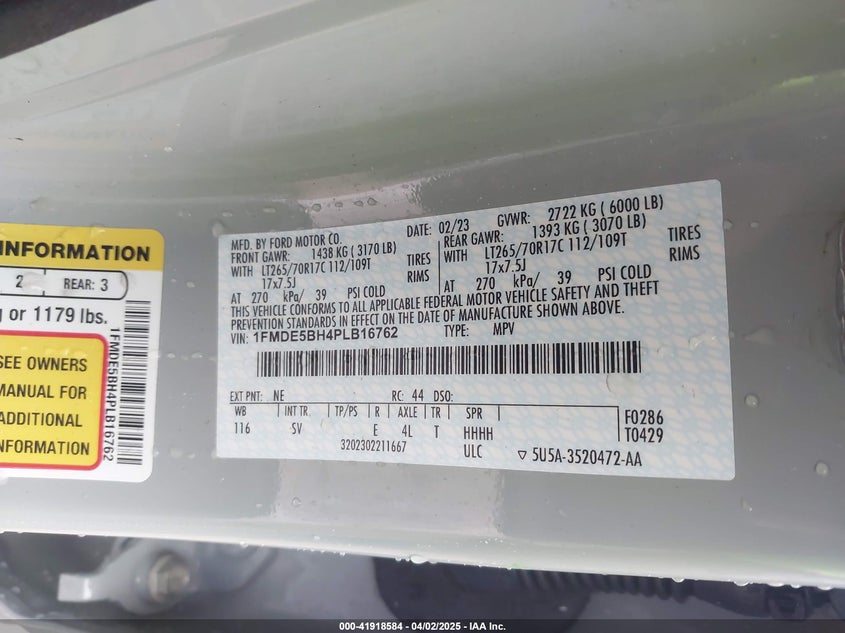 INFORMATION
2 REAR: 3
g or 1179 lbs.
SEE OWNERS
MANUAL FOR
ADDITIONAL
INFORMATION
1FMDE5BH4PLB16762
MFD. BY FORD MOTOR CO. DATE: 02/23 GVWR: 2722 KG ( 6000 LB)
FRONT GAWR: 1438 KG ( 3170 LB) REAR GAWR: 1393 KG ( 3070 LB)
WITH LT265/70R17C 112/109T TIRES WITH LT265/70R17C 112/109T TIRES
17x7.5J RIMS 17x7.5J RIMS
AT 270 kPa/ 39 PSI COLD AT 270 kPa/ 39 PSI COLD
THIS VEHICLE CONFORMS TO ALL APPLICABLE FEDERAL MOTOR VEHICLE SAFETY AND THEFT
PREVENTION STANDARDS IN EFFECT ON THE DATE OF MANUFACTURE SHOWN ABOVE.
VIN: 1FMDE5BH4PLB16762 TYPE: MPV
EXT PNT: NE RC: 44 DSO:
WB INT TR TP/PS R AXLE TR SPR F0286
116 SV E 4L T HHHH T0429
3202302211667 ULC ▽ 5U5A-3520472-AA
000-41918584 - 04/02/2025 - IAA Inc.